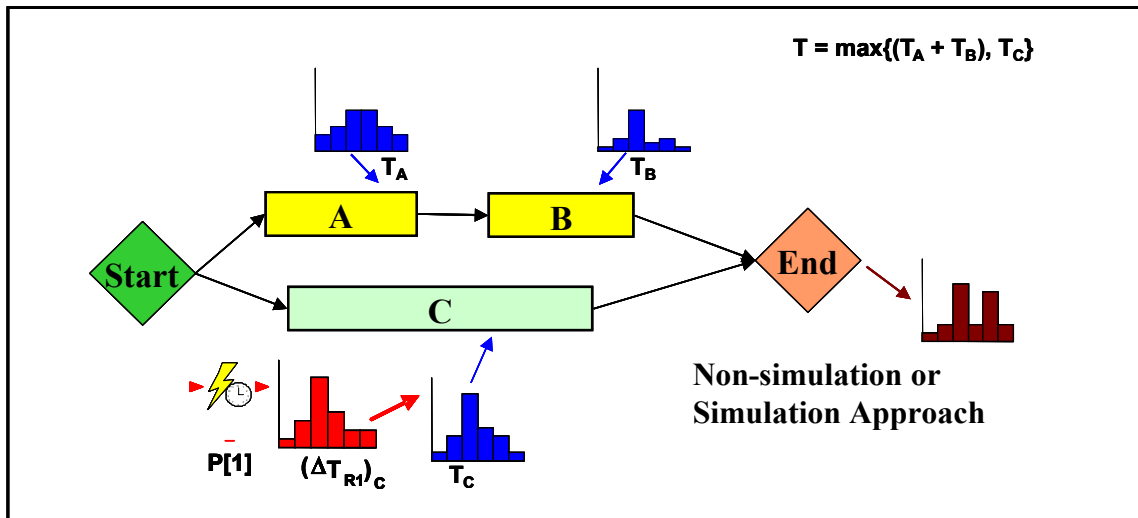 T = max{(TA + TB), TC}
TA
TB
A
B
Start
End
C
Non-simulation or
Simulation Approach
P[1]
(ΔTR1)C
TC